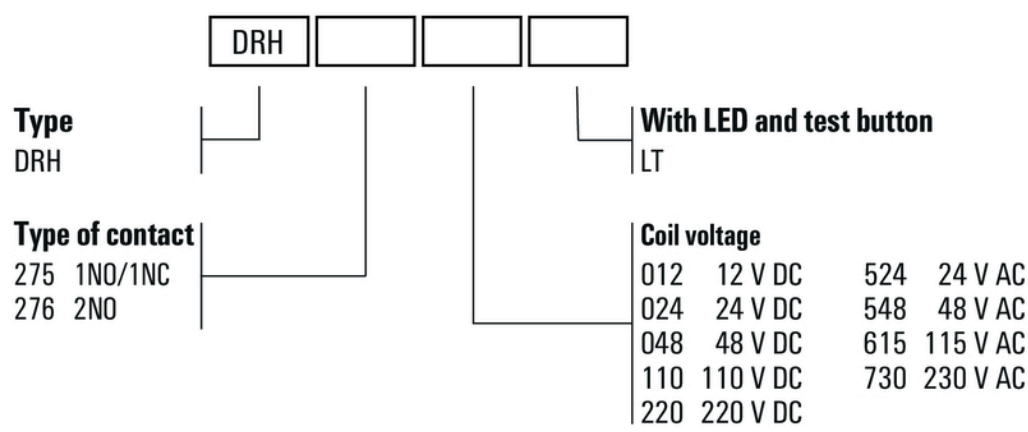 DRH
Type
DRH
With LED and test button
LT
Type of contact
275 1NO/1NC
276 2NO
Coil voltage
012 12 V DC 524 24 V AC
024 24 V DC 548 48 V AC
048 48 V DC 615 115 V AC
110 110 V DC 730 230 V AC
220 220 V DC